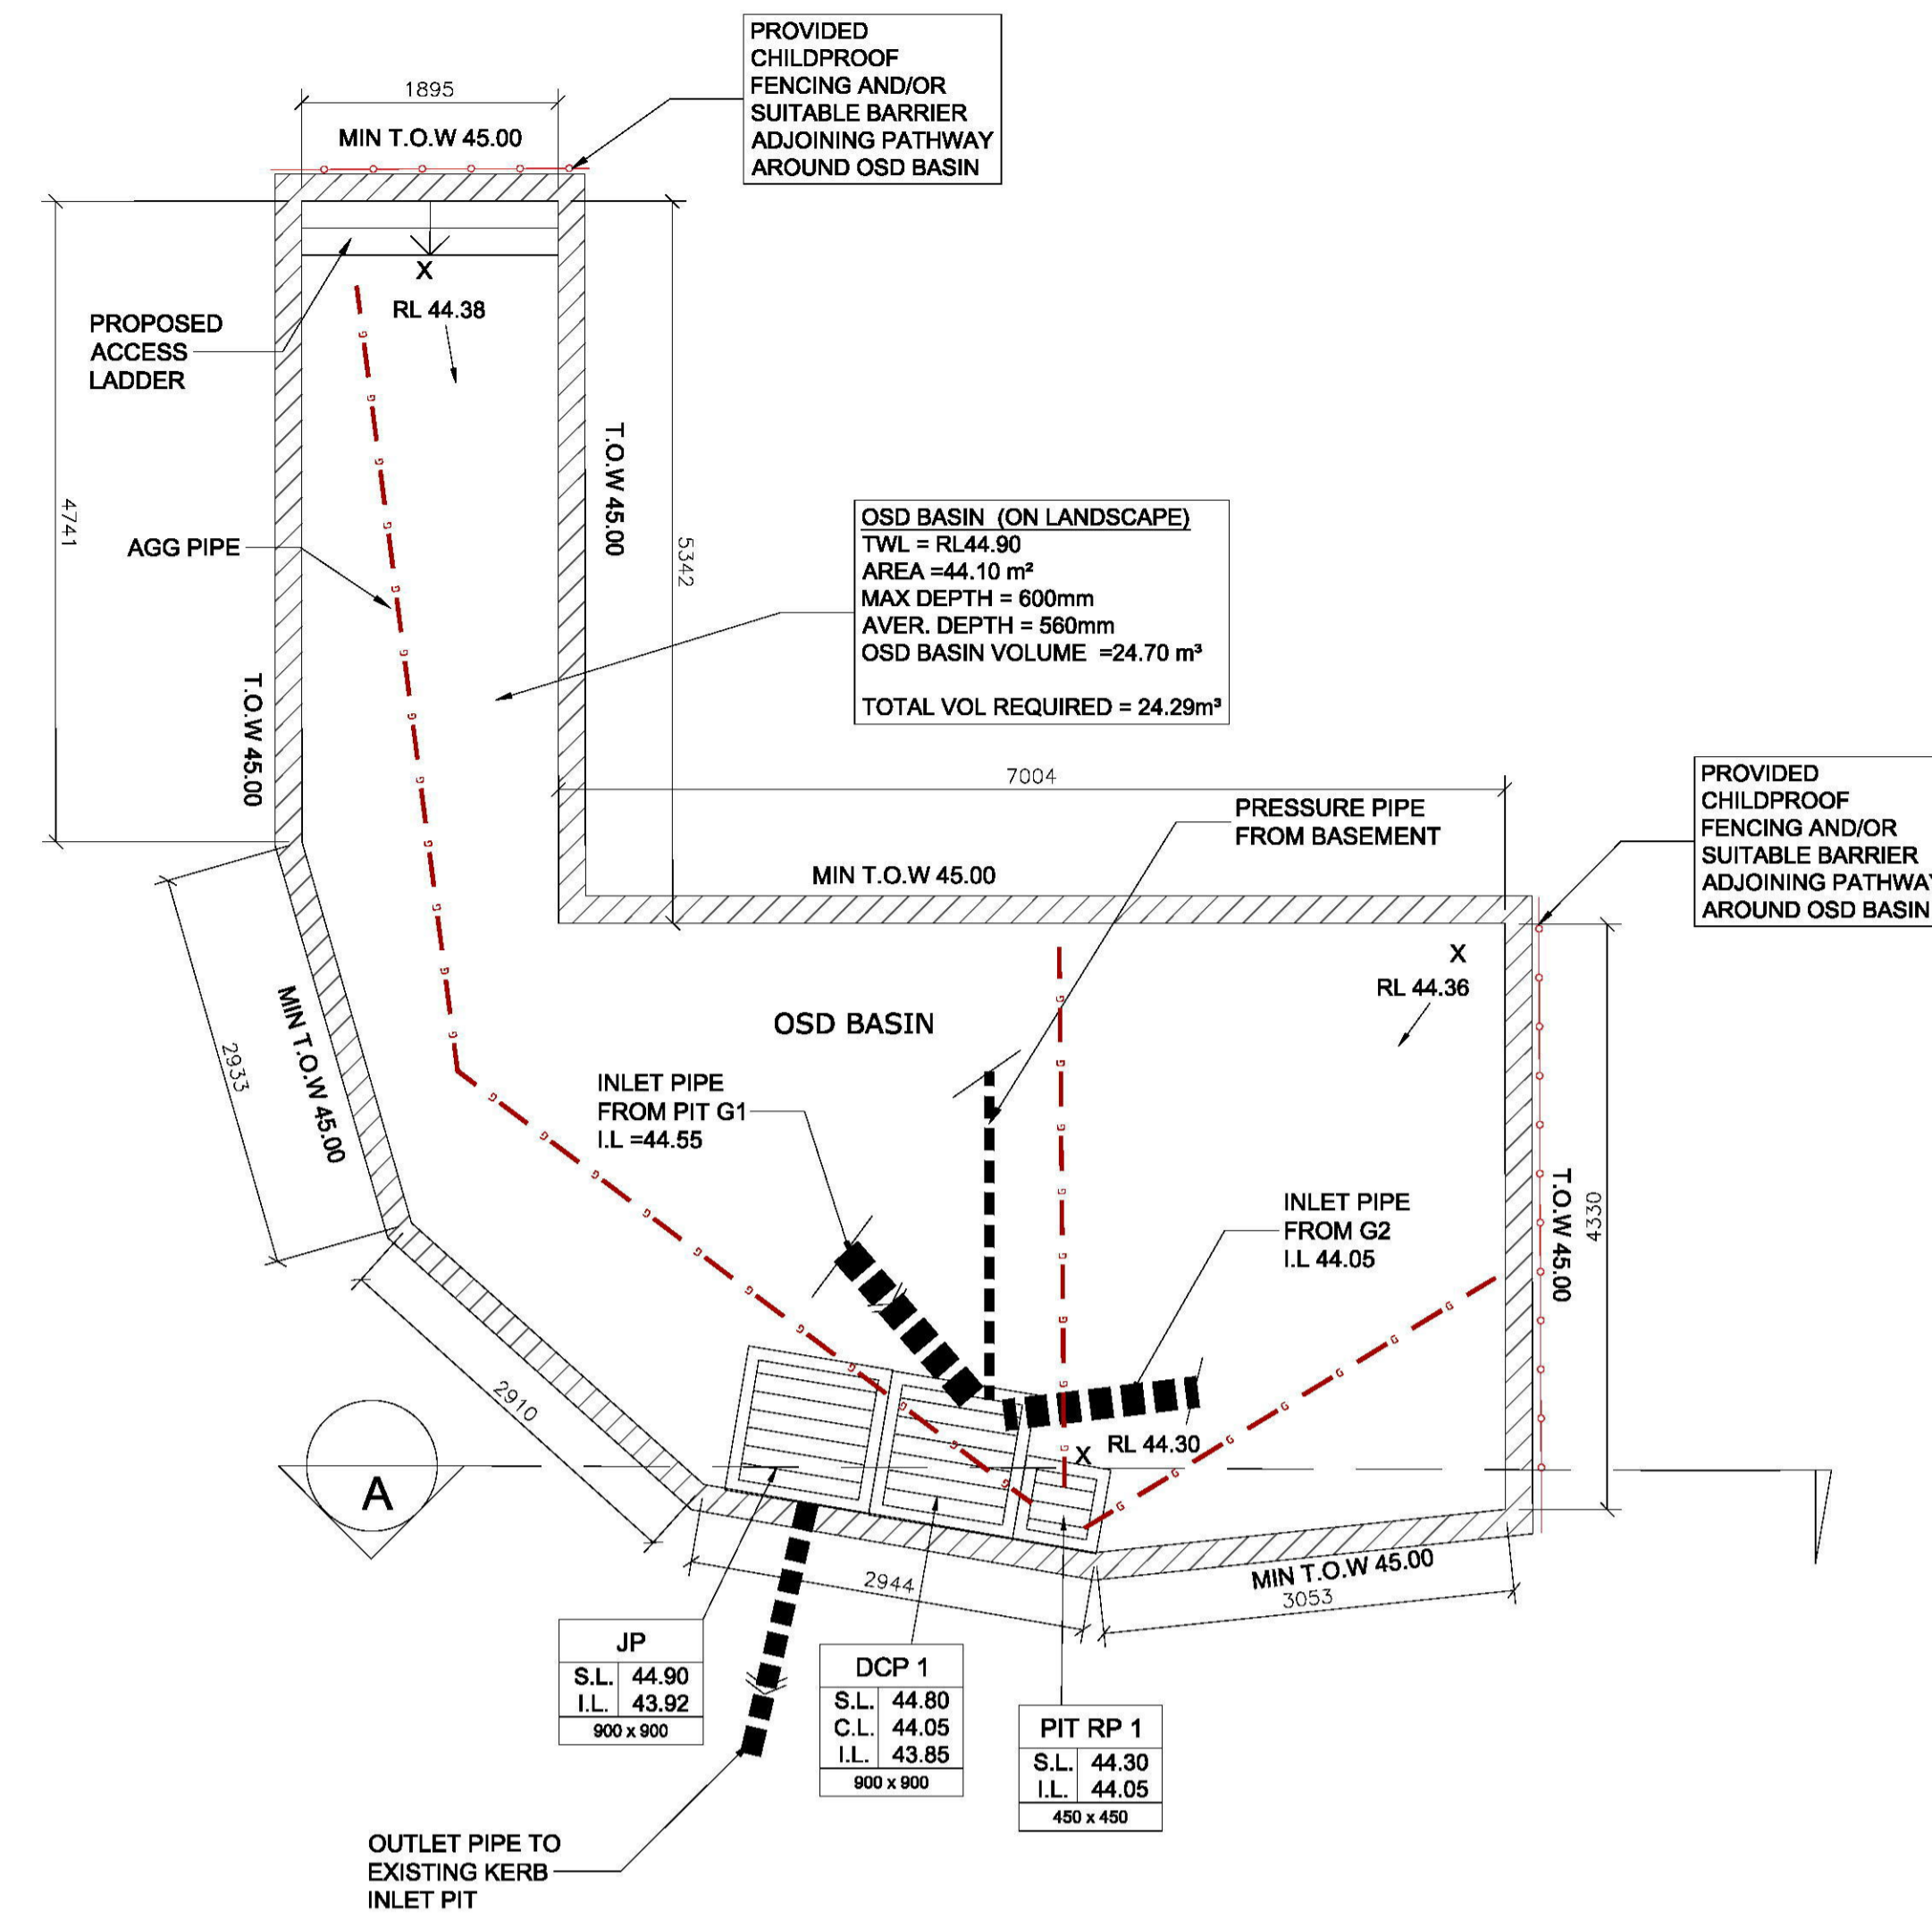 PROVIDED
CHILDPROOF
FENCING AND/OR
SUITABLE BARRIER
ADJOINING PATHWAY
AROUND OSD BASIN
1895
MIN T.O.W 45.00
X
RL 44.38
PROPOSED
ACCESS
LADDER
T.O.W 45.00
5342
4741
AGG PIPE
T.O.W 45.00
OSD BASIN (ON LANDSCAPE)
TWL = RL44.90
AREA =44.10 m²
MAX DEPTH = 600mm
AVER. DEPTH = 560mm
OSD BASIN VOLUME =24.70 m³
TOTAL VOL REQUIRED = 24.29m³
7004
PRESSURE PIPE
FROM BASEMENT
MIN T.O.W 45.00
PROVIDED
CHILDPROOF
FENCING AND/OR
SUITABLE BARRIER
ADJOINING PATHWAY
AROUND OSD BASIN
X
RL 44.36
OSD BASIN
MIN T.O.W 45.00
2933
INLET PIPE
FROM PIT G1
I.L =44.55
INLET PIPE
FROM G2
I.L 44.05
T.O.W 45.00
4330
2910
X
RL 44.30
A
2944
MIN T.O.W 45.00
3053
JP
S.L. 44.90
I.L. 43.92
900 x 900
DCP 1
S.L. 44.80
C.L. 44.05
I.L. 43.85
900 x 900
PIT RP 1
S.L. 44.30
I.L. 44.05
450 x 450
OUTLET PIPE TO
EXISTING KERB
INLET PIT